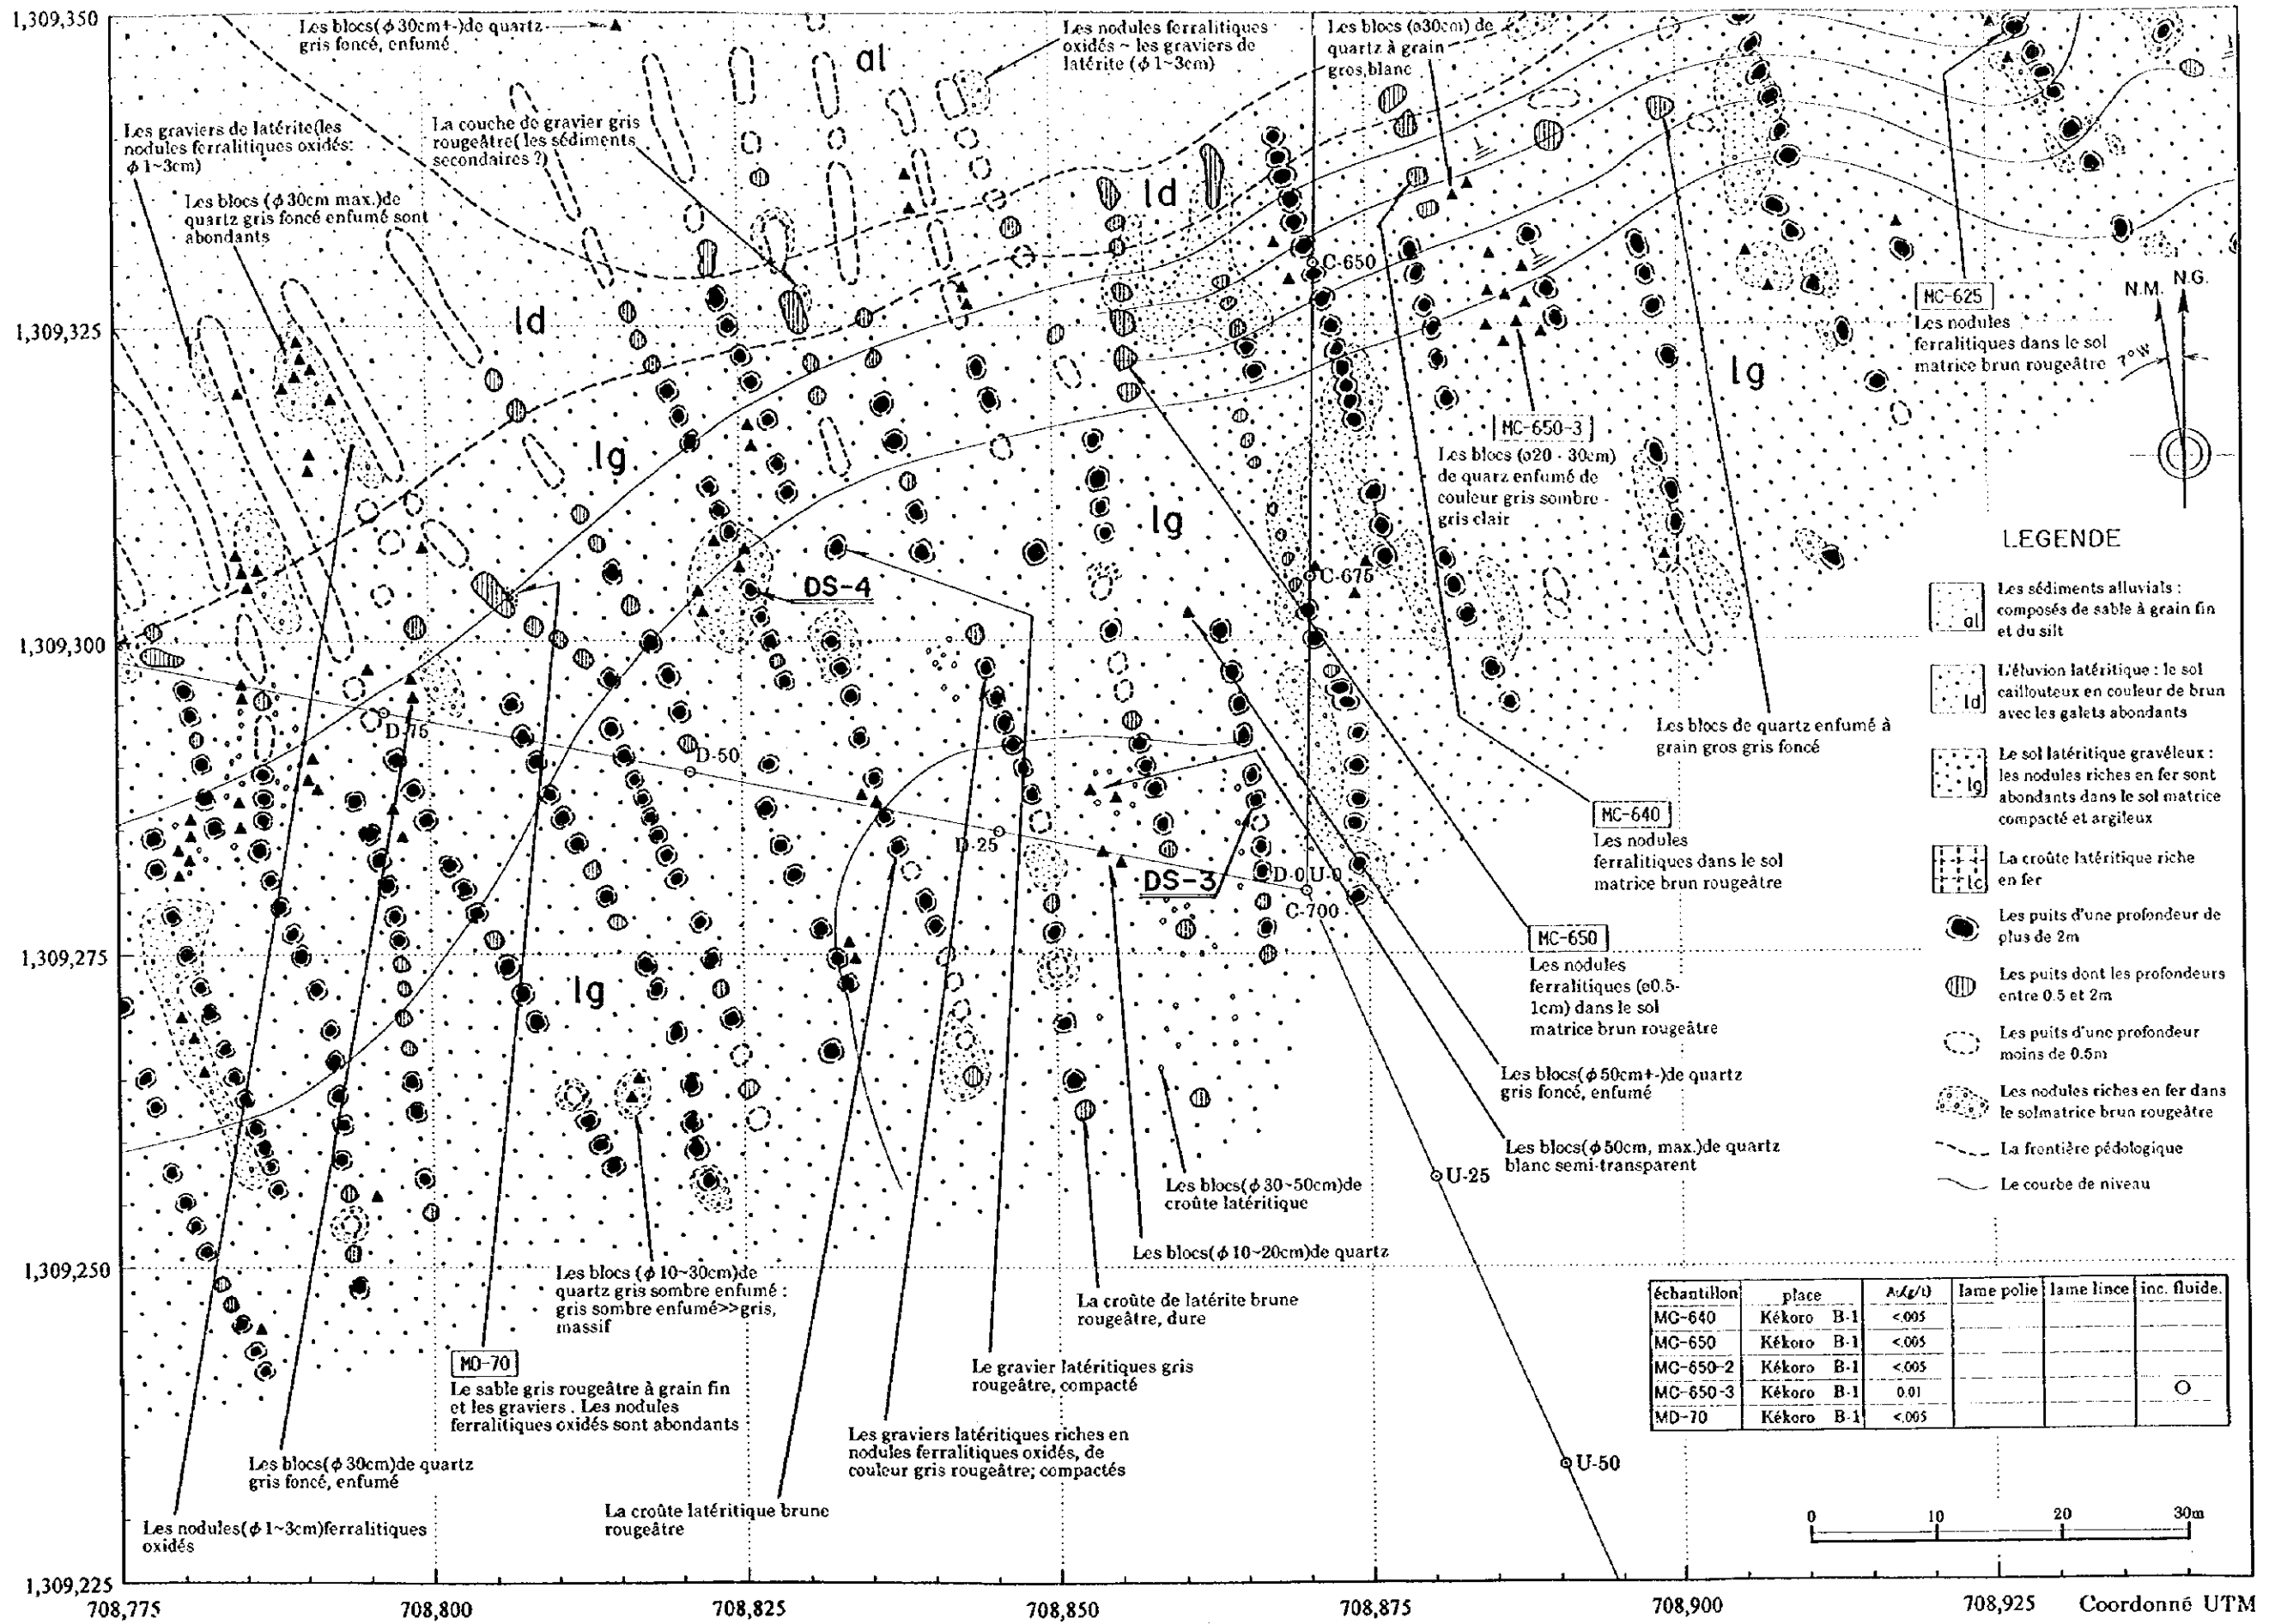 1,309,350
1,309,325
1,309,300
1,309,275
1,309,250
1,309,225
Les blocs(φ30cm+-)de quartz
gris foncé, enfumé
al
Les nodules ferralitiques
oxidés ~ les graviers de
latérite (φ1~3cm)
Les blocs (ø30cm) de
quartz à grain
gros,blanc
Les graviers de latérite(les
nodules ferralitiques oxidés:
φ1~3cm)
La couche de gravier gris
rougeâtre(les sédiments
secondaires ?)
Les blocs (φ30cm max.)de
quartz gris foncé enfumé sont
abondants
ld
ld
lg
lg
lg
lg
C-650
C-675
C-700
D-0,U-0
D-25
D-50
D-75
U-25
U-50
DS-4
DS-3
MC-625
Les nodules
ferralitiques dans le sol
matrice brun rougeâtre
N.M.
N.G.
7°W
MC-650-3
Les blocs (ø20 - 30cm)
de quarz enfumé de
couleur gris sombre -
gris clair
Les blocs de quartz enfumé à
grain gros gris foncé
MC-640
Les nodules
ferralitiques dans le sol
matrice brun rougeâtre
MC-650
Les nodules
ferralitiques (ø0.5-
1cm) dans le sol
matrice brun rougeâtre
Les blocs(φ50cm+-)de quartz
gris foncé, enfumé
Les blocs(φ50cm, max.)de quartz
blanc semi-transparent
Les blocs(φ30~50cm)de
croûte latéritique
Les blocs(φ10~20cm)de quartz
La croûte de latérite brune
rougeâtre, dure
Le gravier latéritiques gris
rougeâtre, compacté
Les graviers latéritiques riches en
nodules ferralitiques oxidés, de
couleur gris rougeâtre; compactés
La croûte latéritique brune
rougeâtre
Les blocs (φ10~30cm)de
quartz gris sombre enfumé :
gris sombre enfumé>>gris,
massif
MD-70
Le sable gris rougeâtre à grain fin
et les graviers . Les nodules
ferralitiques oxidés sont abondants
Les blocs(φ30cm)de quartz
gris foncé, enfumé
Les nodules(φ1~3cm)ferralitiques
oxidés
LEGENDE
al
Les sédiments alluvials :
composés de sable à grain fin
et du silt
ld
L'éluvion latéritique : le sol
caillouteux en couleur de brun
avec les galets abondants
lg
Le sol latéritique gravéleux :
les nodules riches en fer sont
abondants dans le sol matrice
compacté et argileux
lc
La croûte latéritique riche
en fer
Les puits d'une profondeur de
plus de 2m
Les puits dont les profondeurs
entre 0.5 et 2m
Les puits d'une profondeur
moins de 0.5m
Les nodules riches en fer dans
le solmatrice brun rougeâtre
La frontière pédologique
Le courbe de niveau
échantillon place Au(g/t) lame polie lame lince inc. fluide.
MC-640 Kékoro B-1 <.005
MC-650 Kékoro B-1 <.005
MC-650-2 Kékoro B-1 <.005
MC-650-3 Kékoro B-1 0.01 O
MD-70 Kékoro B-1 <.005
0 10 20 30m
708,775 708,800 708,825 708,850 708,875 708,900 708,925 Coordonné UTM